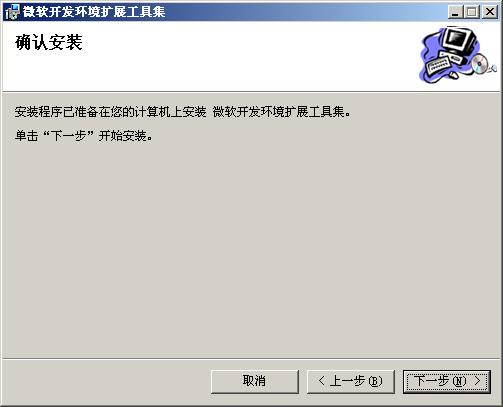 微软开发环境扩展工具集
确认安装
安装程序已准备在您的计算机上安装 微软开发环境扩展工具集。
单击“下一步”开始安装。
取消
< 上一步(B)
下一步(N) >